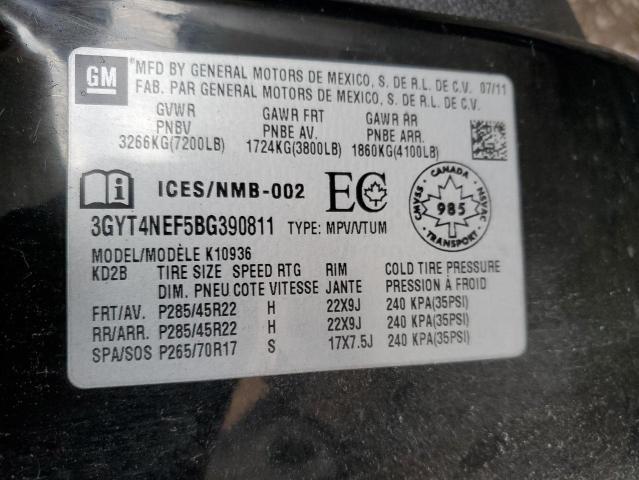 GM
MFD BY GENERAL MOTORS DE MEXICO, S. DE R.L. DE C.V. 07/11
FAB. PAR GENERAL MOTORS DE MEXICO, S. DE R.L. DE C.V.
GVWR GAWR FRT GAWR RR
PNBV PNBE AV. PNBE ARR.
3266KG(7200LB) 1724KG(3800LB) 1860KG(4100LB)
i ICES/NMB-002 EC
CANADA
CMVSS NSVAC
985
TRANSPORT
3GYT4NEF5BG390811 TYPE: MPV/VTUM
MODEL/MODÈLE K10936
KD2B TIRE SIZE SPEED RTG RIM COLD TIRE PRESSURE
DIM. PNEU COTE VITESSE JANTE PRESSION À FROID
FRT/AV. P285/45R22 H 22X9J 240 KPA(35PSI)
RR/ARR. P285/45R22 H 22X9J 240 KPA(35PSI)
SPA/SOS P265/70R17 S 17X7.5J 240 KPA(35PSI)